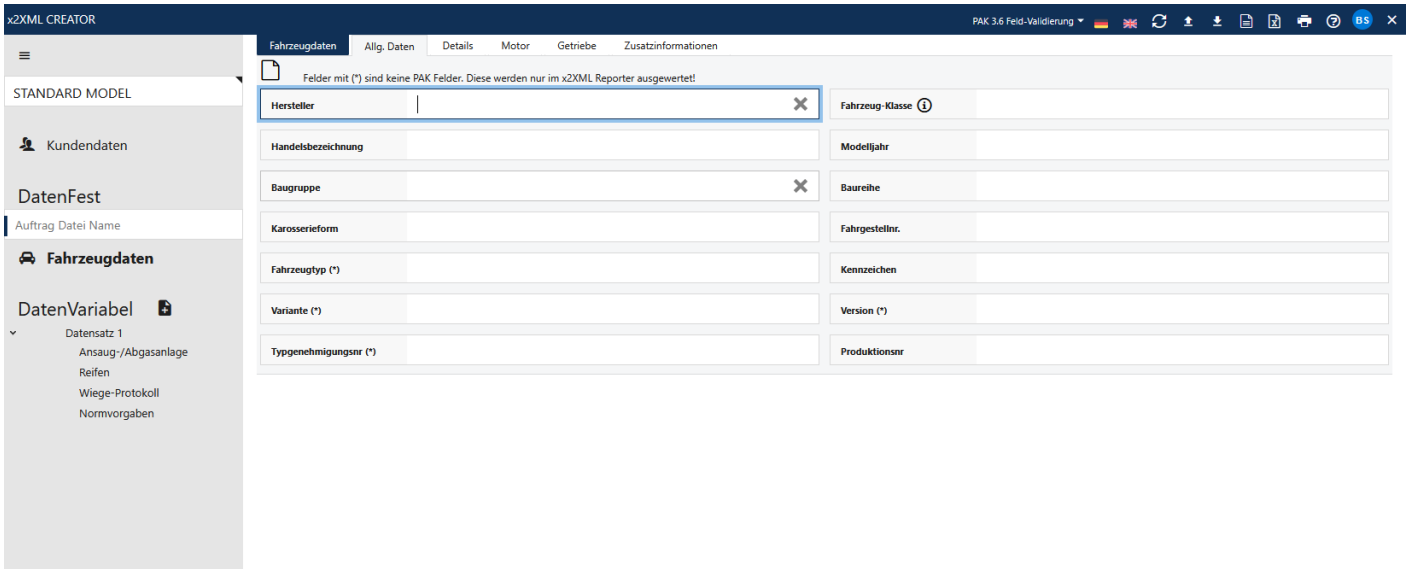 x2XML CREATOR
PAK 3.6 Feld-Validierung
BS
STANDARD MODEL
Kundendaten
DatenFest
Auftrag Datei Name
Fahrzeugdaten
DatenVariabel
Datensatz 1
Ansaug-/Abgasanlage
Reifen
Wiege-Protokoll
Normvorgaben
Fahrzeugdaten Allg. Daten Details Motor Getriebe Zusatzinformationen
Felder mit (*) sind keine PAK Felder. Diese werden nur im x2XML Reporter ausgewertet!
Hersteller
Fahrzeug-Klasse
Handelsbezeichnung
Modelljahr
Baugruppe
Baureihe
Karosserieform
Fahrgestellnr.
Fahrzeugtyp (*)
Kennzeichen
Variante (*)
Version (*)
Typgenehmigungsnr (*)
Produktionsnr